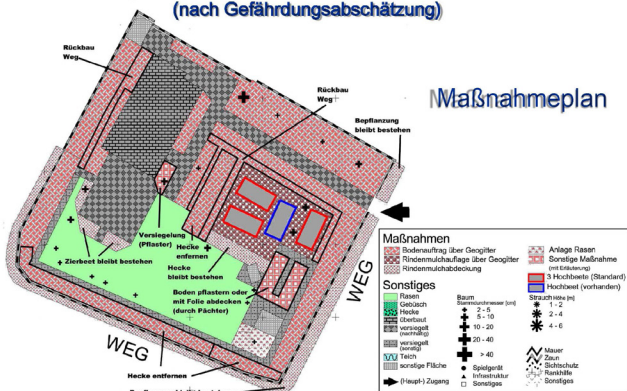 (nach Gefährdungsabschätzung)
Maßnahmeplan
Rückbau
Weg
Rückbau
Weg
Bepflanzung
bleibt bestehen
Versiegelung
(Pflaster)
Zierbeet bleibt bestehen
Hecke
enfernen
Hecke
bleibt bestehen
Boden pflastern oder
mit Folie abdecken
(durch Pächter)
WEG
WEG
Hecke entfernen
Maßnahmen
Bodenauftrag über Geogitter
Rindenmulchauflage über Geogitter
Rindenmulchabdeckung
Anlage Rasen
Sonstige Maßnahme
(mit Erläuterung)
3 Hochbeete (Standard)
Hochbeet (vorhanden)
Sonstiges
Rasen
Gebüsch
Hecke
überbaut
versiegelt
(nachhaltig)
versiegelt
(sonstig)
Teich
sonstige Fläche
Baum
Stammdurchmesser [cm]
2 - 5
5 - 10
10 - 20
20 - 40
> 40
Spielgerät
Infrastruktur
Sonstiges
(Haupt-) Zugang
Strauch Höhe [m]
1 - 2
2 - 4
4 - 6
Mauer
Zaun
Sichtschutz
Rankhilfe
Sonstiges